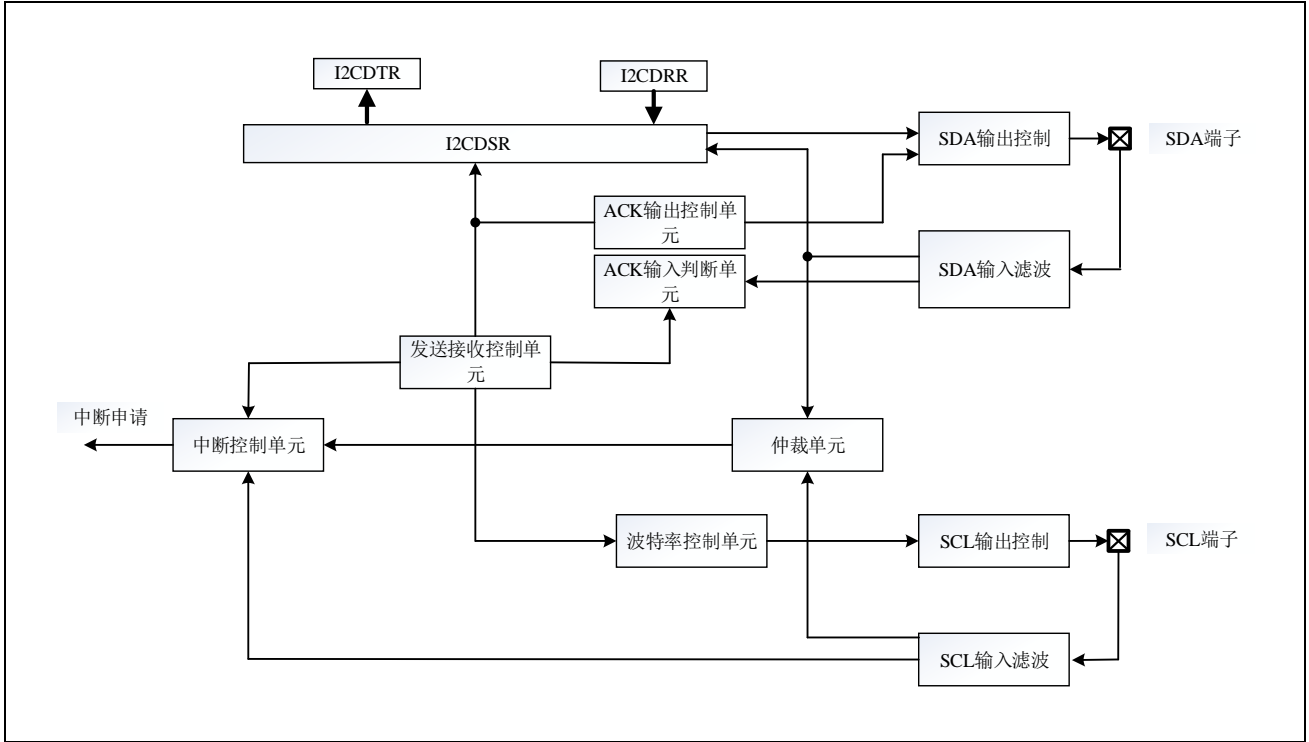 I2CDTR
I2CDRR
I2CDSR
SDA输出控制
SDA端子
ACK输出控制单
元
SDA输入滤波
ACK输入判断单
元
发送接收控制单
元
中断申请
中断控制单元
仲裁单元
波特率控制单元
SCL输出控制
SCL端子
SCL输入滤波